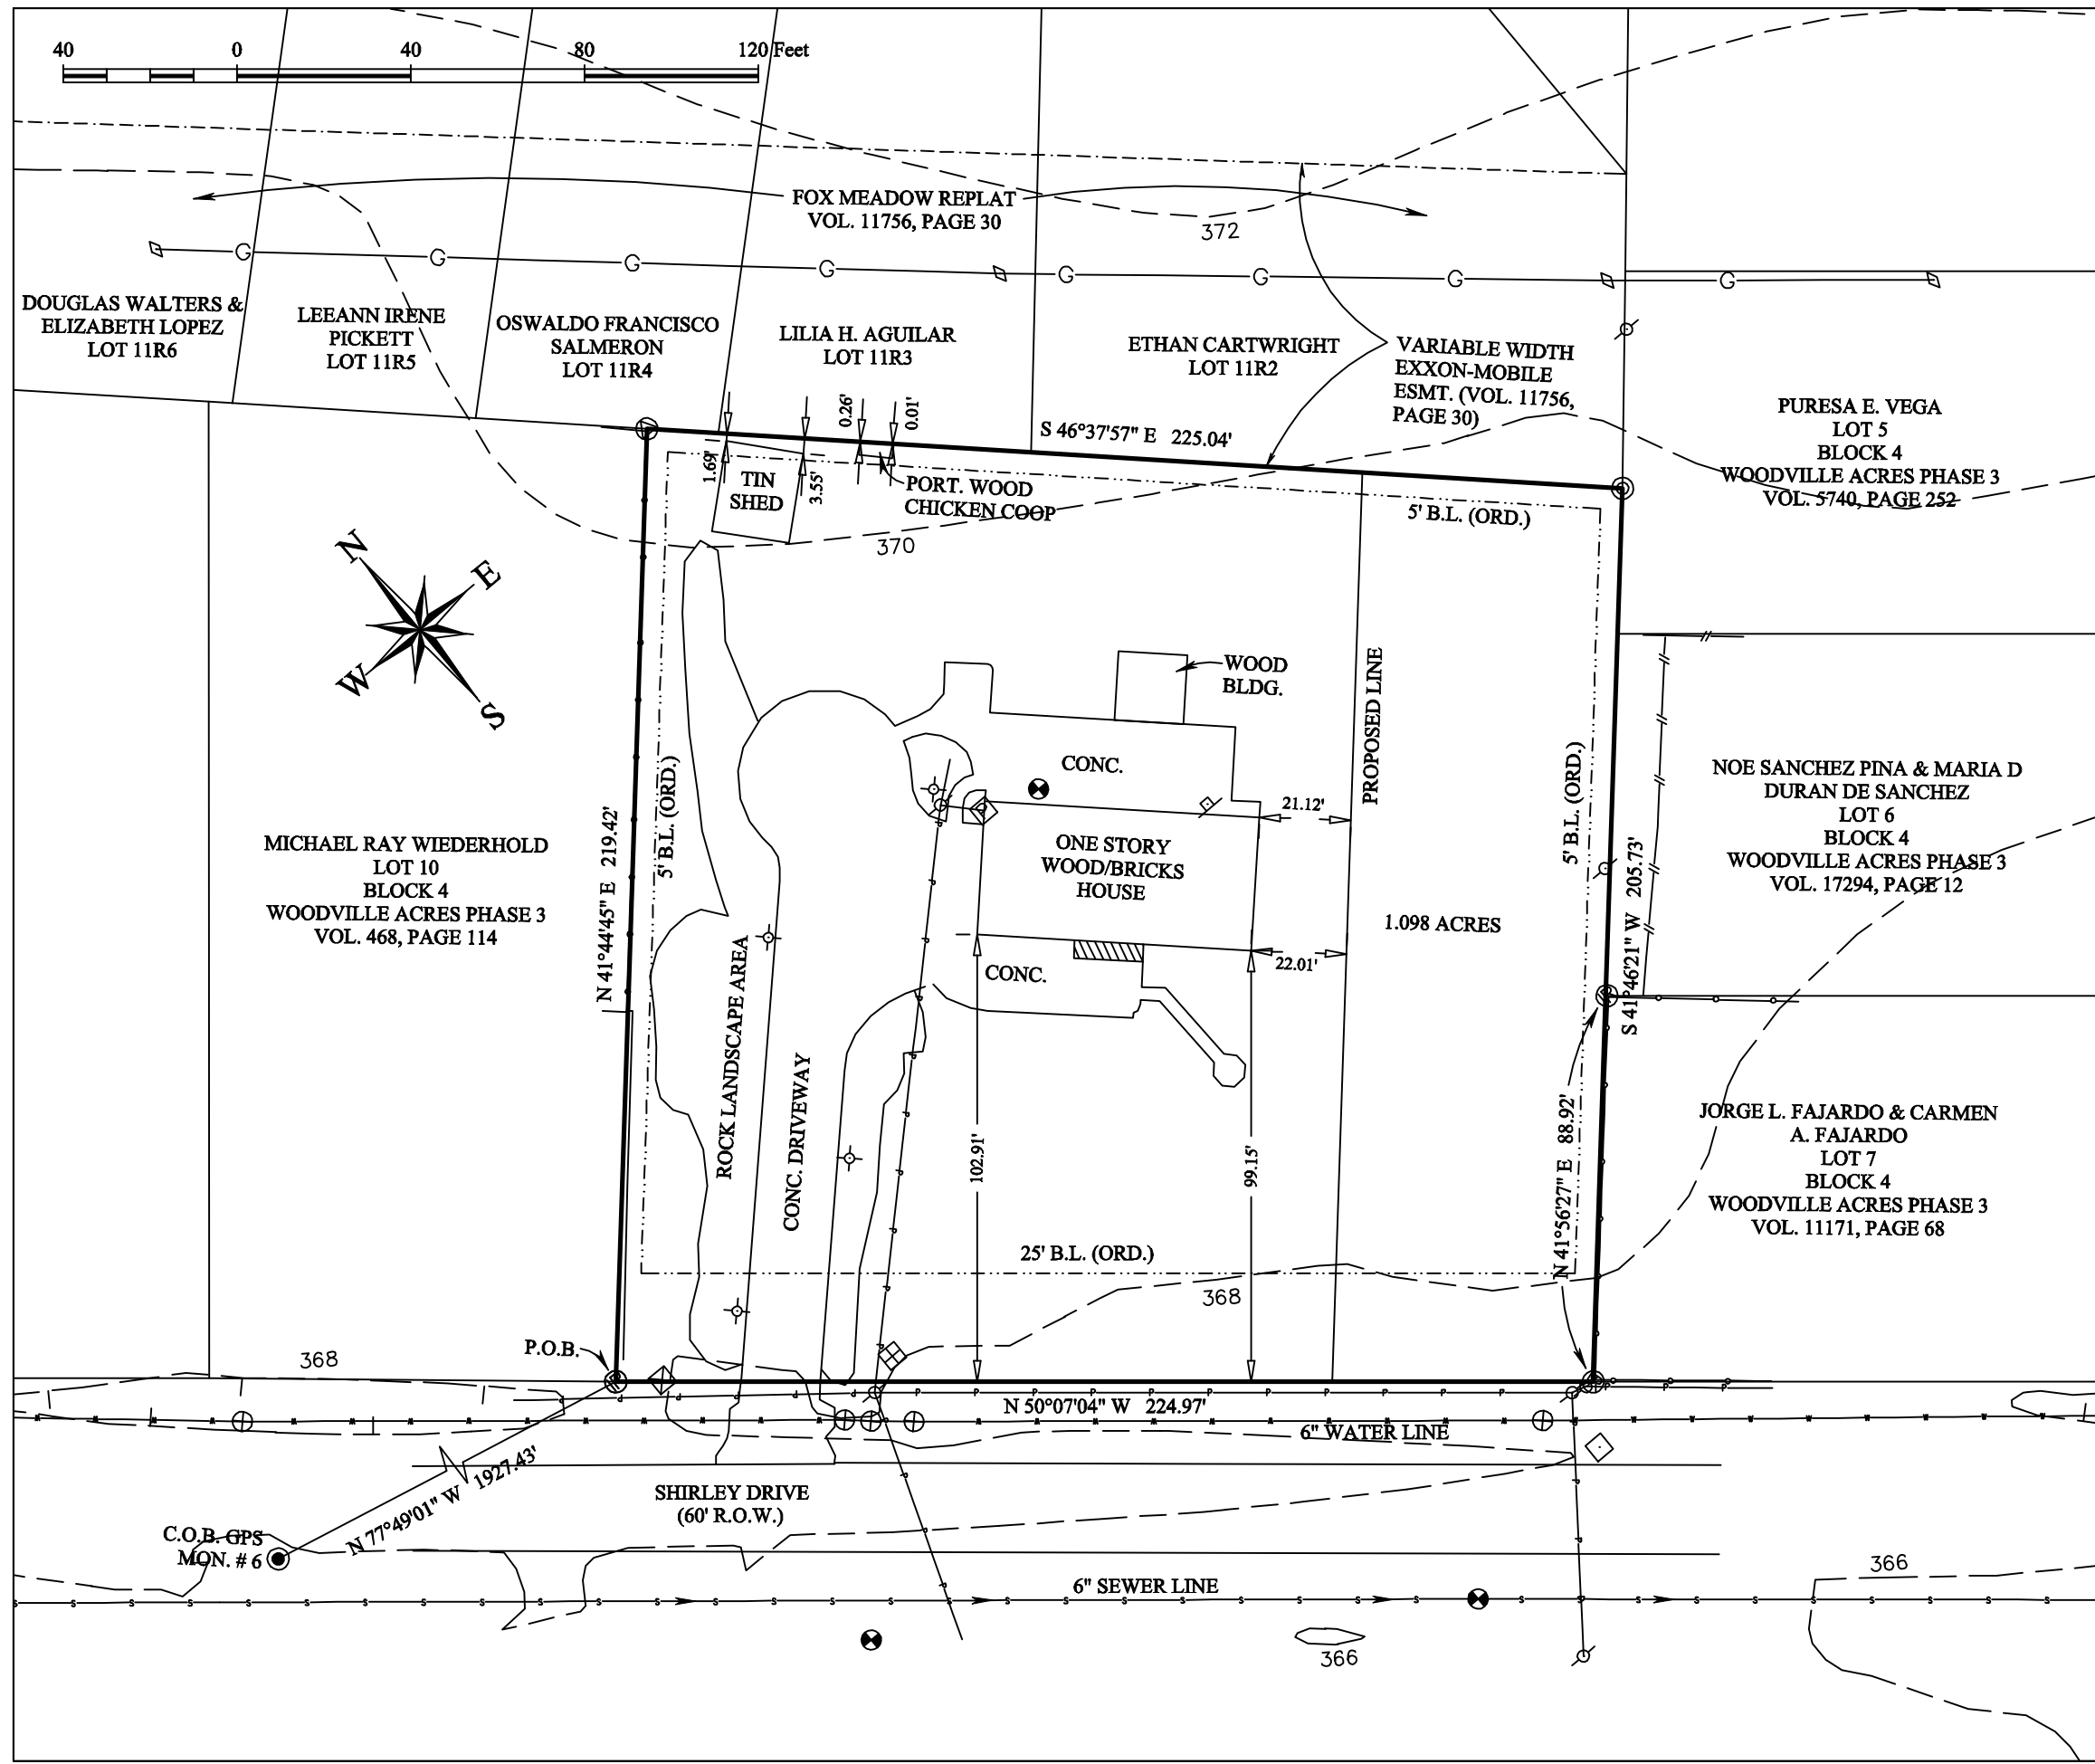 40 0 40 80 120 Feet
FOX MEADOW REPLAT
VOL. 11756, PAGE 30
372
G G G G G G G G
DOUGLAS WALTERS &
ELIZABETH LOPEZ
LOT 11R6
LEEANN IRENE
PICKETT
LOT 11R5
OSWALDO FRANCISCO
SALMERON
LOT 11R4
LILIA H. AGUILAR
LOT 11R3
ETHAN CARTWRIGHT
LOT 11R2
VARIABLE WIDTH
EXXON-MOBILE
ESMT. (VOL. 11756,
PAGE 30)
PURESA E. VEGA
LOT 5
BLOCK 4
WOODVILLE ACRES PHASE 3
VOL. 5740, PAGE 252
0.26'
0.01'
S 46°37'57" E 225.04'
1.69'
3.55'
TIN
SHED
PORT. WOOD
CHICKEN COOP
5' B.L. (ORD.)
370
N
E
W
S
WOOD
BLDG.
PROPOSED LINE
CONC.
5' B.L. (ORD.)
5' B.L. (ORD.)
NOE SANCHEZ PINA & MARIA D
DURAN DE SANCHEZ
LOT 6
BLOCK 4
WOODVILLE ACRES PHASE 3
VOL. 17294, PAGE 12
21.12'
ONE STORY
WOOD/BRICKS
HOUSE
MICHAEL RAY WIEDERHOLD
LOT 10
BLOCK 4
WOODVILLE ACRES PHASE 3
VOL. 468, PAGE 114
N 41°44'45" E 219.42'
1.098 ACRES
S 41°46'21" W 205.73'
22.01'
CONC.
ROCK LANDSCAPE AREA
CONC. DRIVEWAY
102.91'
99.15'
N 41°56'27" E 88.92'
JORGE L. FAJARDO & CARMEN
A. FAJARDO
LOT 7
BLOCK 4
WOODVILLE ACRES PHASE 3
VOL. 11171, PAGE 68
25' B.L. (ORD.)
368
P.O.B.
368
N 50°07'04" W 224.97'
6" WATER LINE
N 77°49'01" W 1927.43'
SHIRLEY DRIVE
(60' R.O.W.)
C.O.B. GPS
MON. # 6
6" SEWER LINE
366
366